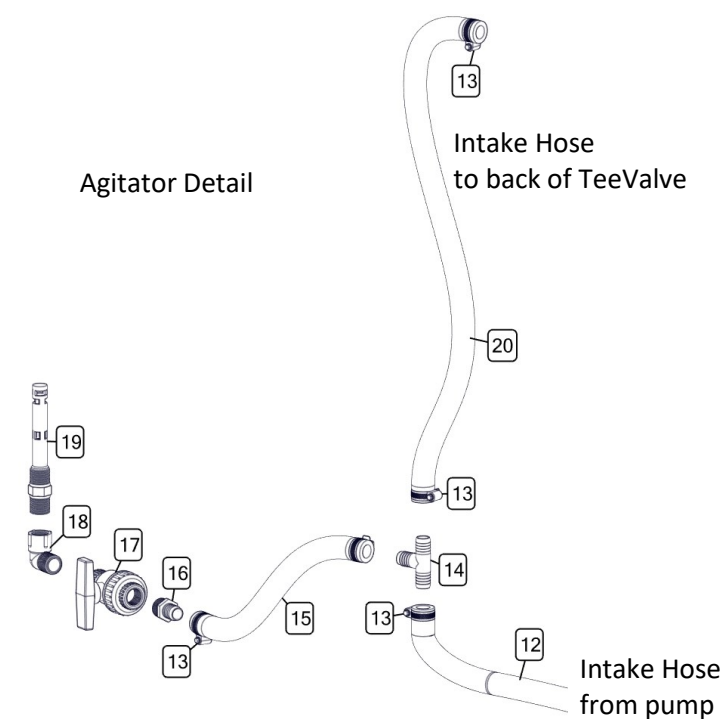 13
Intake Hose
to back of TeeValve
Agitator Detail
20
19
13
18
17
14
16
15
13
13
12
Intake Hose
from pump